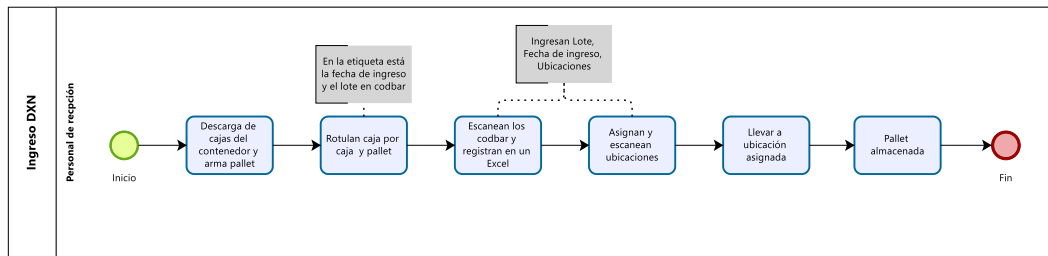 Ingreso DXN
Personal de recpción
Inicio
Descarga de
cajas del
contenedor y
arma pallet
En la etiqueta está
la fecha de ingreso
y el lote en codbar
Rotulan caja por
caja y pallet
Escanean los
codbar y
registran en un
Excel
Ingresan Lote,
Fecha de ingreso,
Ubicaciones
Asignan y
escanean
ubicaciones
Llevar a
ubicación
asignada
Pallet
almacenada
Fin